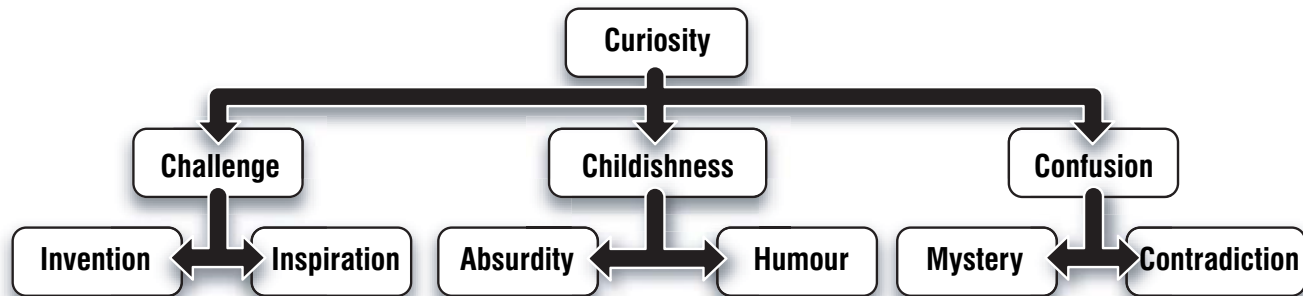 Curiosity
Challenge
Childishness
Confusion
Invention
Inspiration
Absurdity
Humour
Mystery
Contradiction